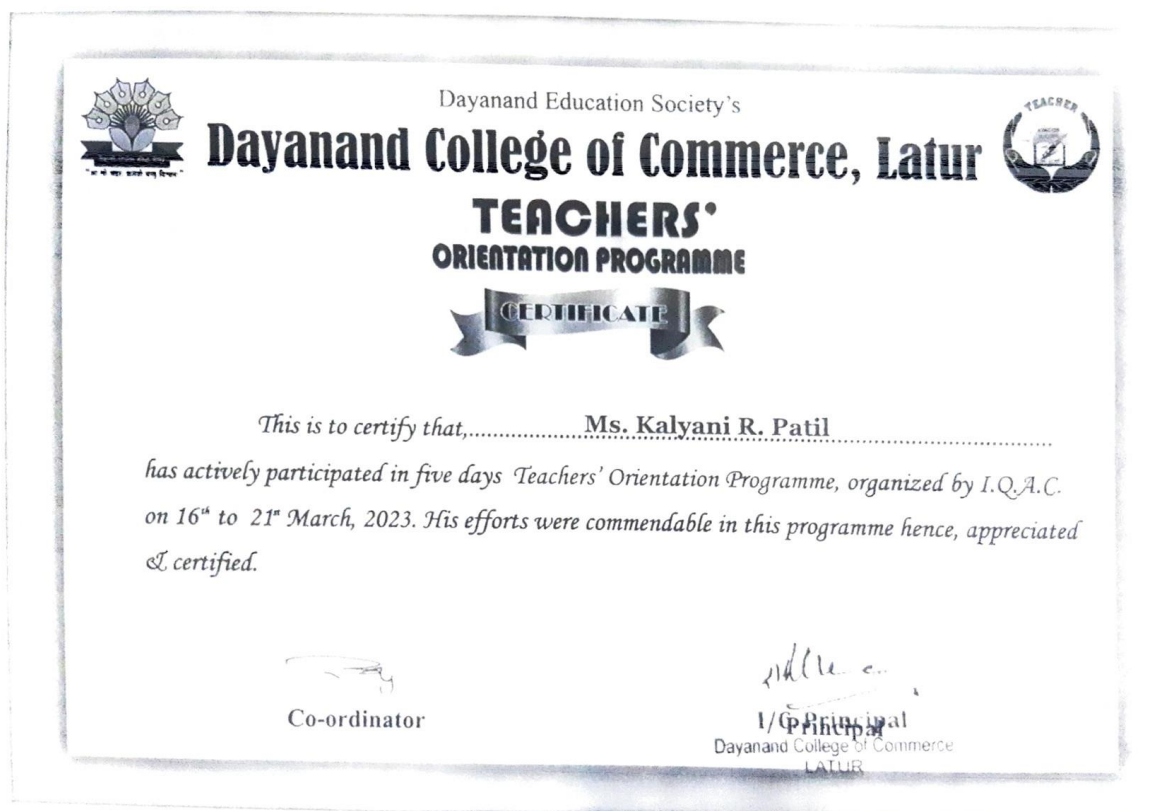 Dayanand Education Society's
Dayanand College of Commerce, Latur
TEACHER
TEACHERS'
ORIENTATION PROGRAMME
CERTIFICATE
This is to certify that,........Ms. Kalyani R. Patil........
has actively participated in five days Teachers' Orientation Programme, organized by I.Q.A.C.
on 16th to 21st March, 2023. His efforts were commendable in this programme hence, appreciated
& certified.
Co-ordinator
Principal
Dayanand College of Commerce
LATUR